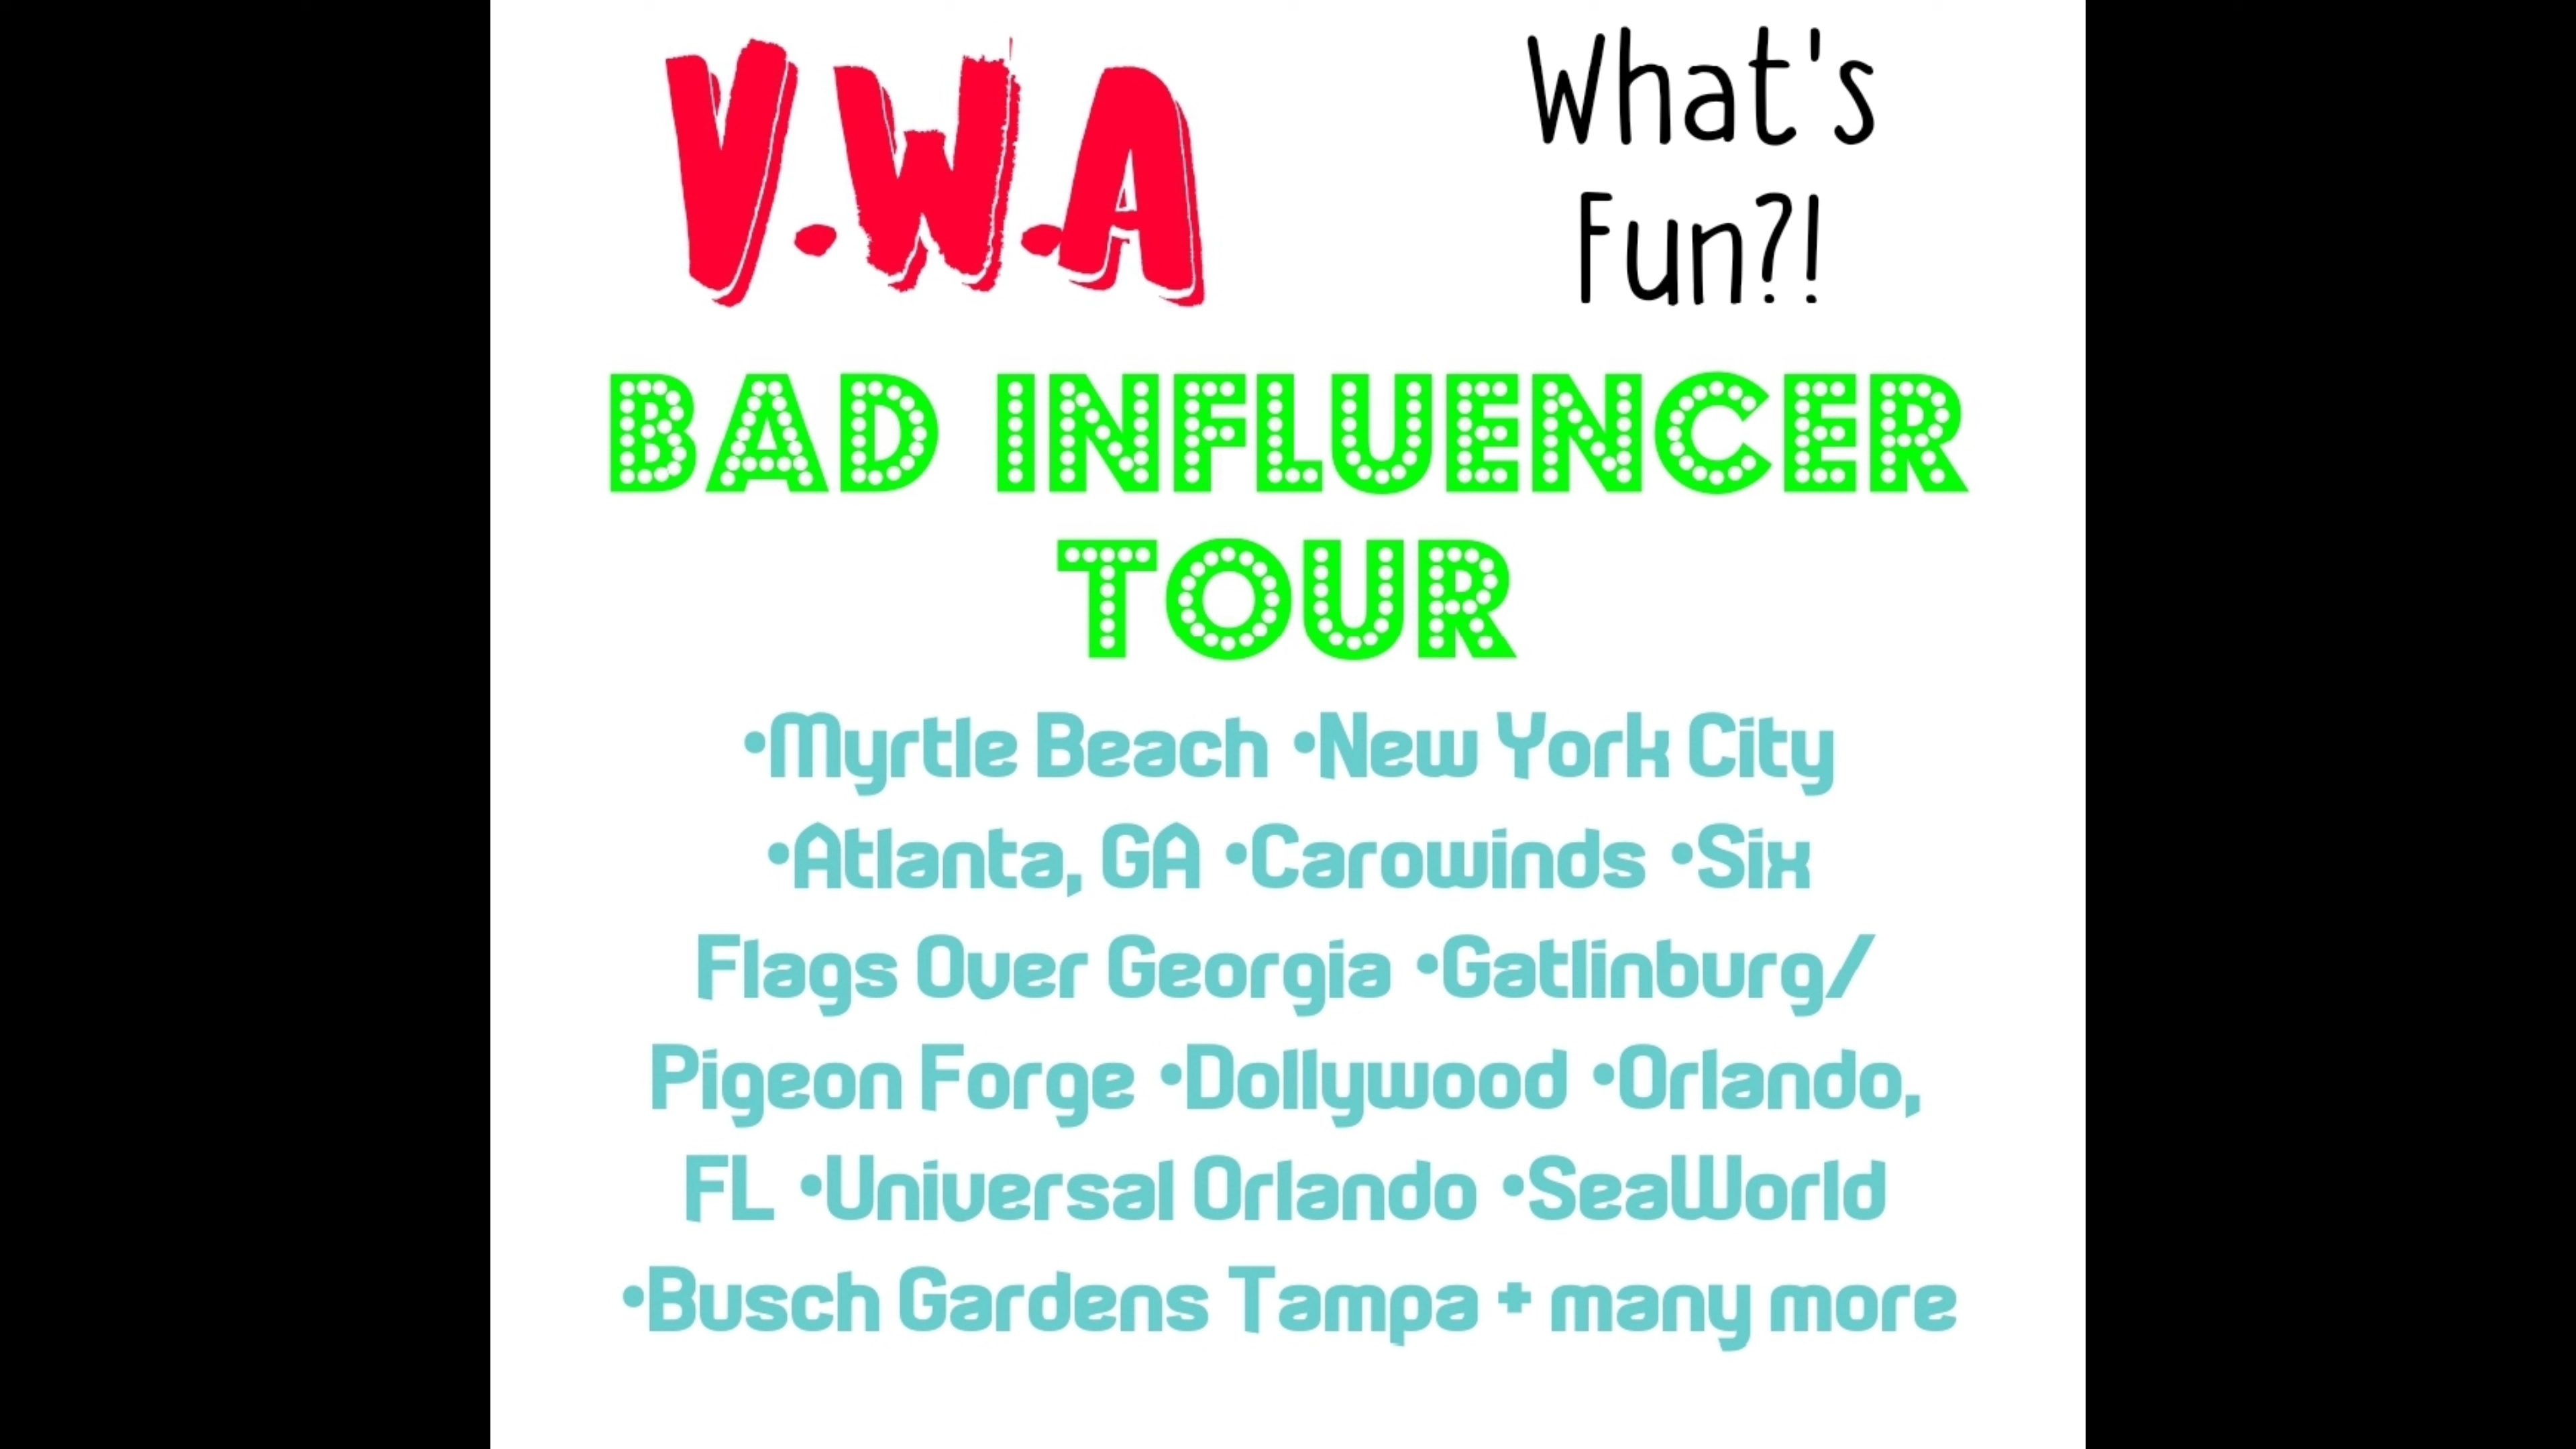 V.W.A
What's
Fun?!
BAD INFLUENCER
TOUR
•Myrtle Beach •New York City
•Atlanta, GA •Carowinds •Six
Flags Over Georgia •Gatlinburg/
Pigeon Forge •Dollywood •Orlando,
FL •Universal Orlando •SeaWorld
•Busch Gardens Tampa + many more